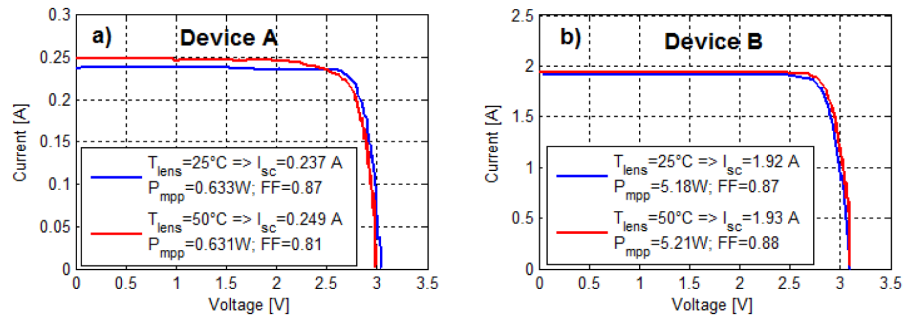 a) Device A
0.3
0.25
0.2
0.15
0.1
0.05
0
Current [A]
T_lens=25°C => I_sc=0.237 A
P_mpp=0.633W; FF=0.87
T_lens=50°C => I_sc=0.249 A
P_mpp=0.631W; FF=0.81
0 0.5 1 1.5 2 2.5 3 3.5
Voltage [V]
b) Device B
2.5
2
1.5
1
0.5
0
Current [A]
T_lens=25°C => I_sc=1.92 A
P_mpp=5.18W; FF=0.87
T_lens=50°C => I_sc=1.93 A
P_mpp=5.21W; FF=0.88
0 0.5 1 1.5 2 2.5 3 3.5
Voltage [V]